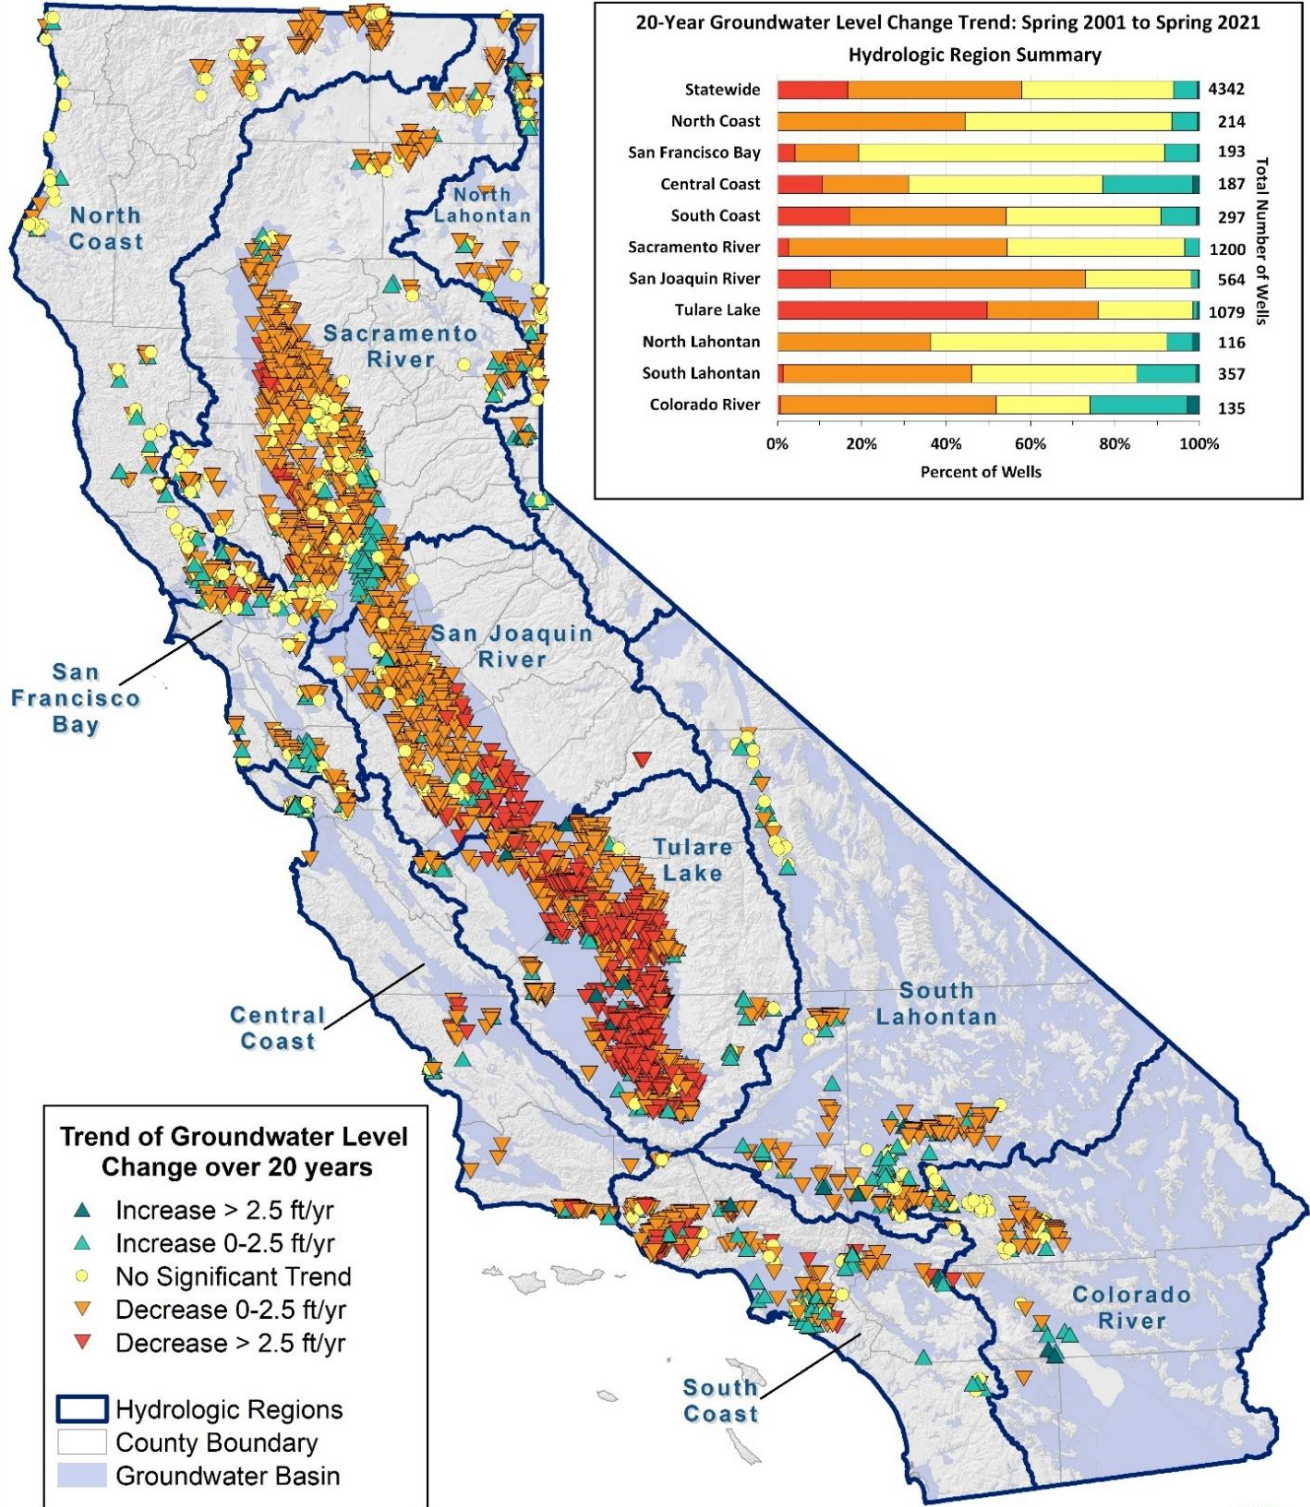 20-Year Groundwater Level Change Trend: Spring 2001 to Spring 2021
Hydrologic Region Summary
Statewide 4342
North Coast 214
San Francisco Bay 193
Central Coast 187
South Coast 297
Sacramento River 1200
San Joaquin River 564
Tulare Lake 1079
North Lahontan 116
South Lahontan 357
Colorado River 135
0% 20% 40% 60% 80% 100%
Percent of Wells
Total Number of Wells
North
Coast
North
Lahontan
Sacramento
River
San Joaquin
River
San
Francisco
Bay
Tulare
Lake
Central
Coast
South
Lahontan
Colorado
River
South
Coast
Trend of Groundwater Level
Change over 20 years
Increase > 2.5 ft/yr
Increase 0-2.5 ft/yr
No Significant Trend
Decrease 0-2.5 ft/yr
Decrease > 2.5 ft/yr
Hydrologic Regions
County Boundary
Groundwater Basin